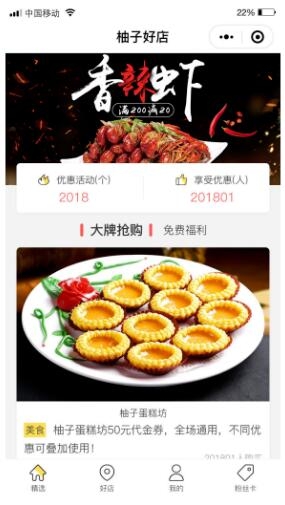 中国移动
22%
柚子好店
香辣虾
满200减20
优惠活动(个)
享受优惠(人)
2018
201801
大牌抢购
免费福利
柚子蛋糕坊
美食 柚子蛋糕坊50元代金券，全场通用，不同优
惠可叠加使用！
201801人购买
精选
好店
我的
粉丝卡